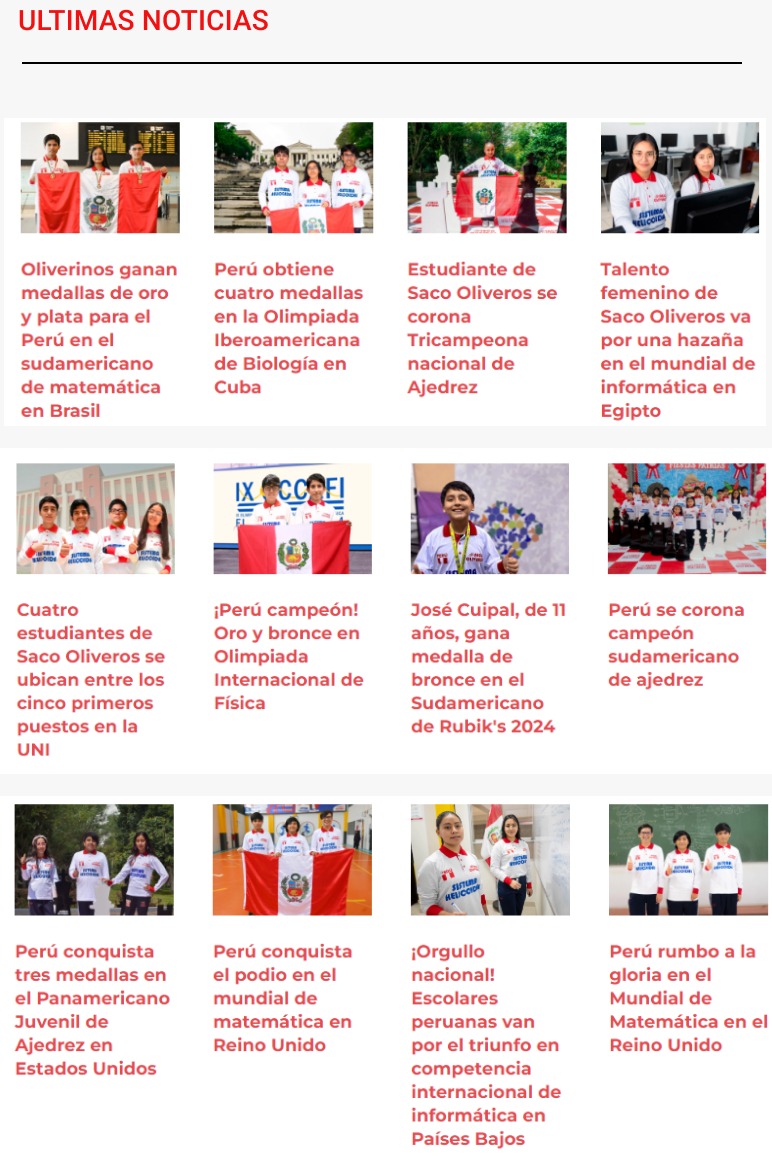 ULTIMAS NOTICIAS
Oliverinos ganan
medallas de oro
y plata para el
Perú en el
sudamericano
de matemática
en Brasil
Perú obtiene
cuatro medallas
en la Olimpiada
Iberoamericana
de Biología en
Cuba
Estudiante de
Saco Oliveros se
corona
Tricampeona
nacional de
Ajedrez
Talento
femenino de
Saco Oliveros va
por una hazaña
en el mundial de
informática en
Egipto
Cuatro
estudiantes de
Saco Oliveros se
ubican entre los
cinco primeros
puestos en la
UNI
¡Perú campeón!
Oro y bronce en
Olimpiada
Internacional de
Física
José Cuipal, de 11
años, gana
medalla de
bronce en el
Sudamericano
de Rubik's 2024
Perú se corona
campeón
sudamericano
de ajedrez
Perú conquista
tres medallas en
el Panamericano
Juvenil de
Ajedrez en
Estados Unidos
Perú conquista
el podio en el
mundial de
matemática en
Reino Unido
¡Orgullo
nacional!
Escolares
peruanas van
por el triunfo en
competencia
internacional de
informática en
Países Bajos
Perú rumbo a la
gloria en el
Mundial de
Matemática en el
Reino Unido